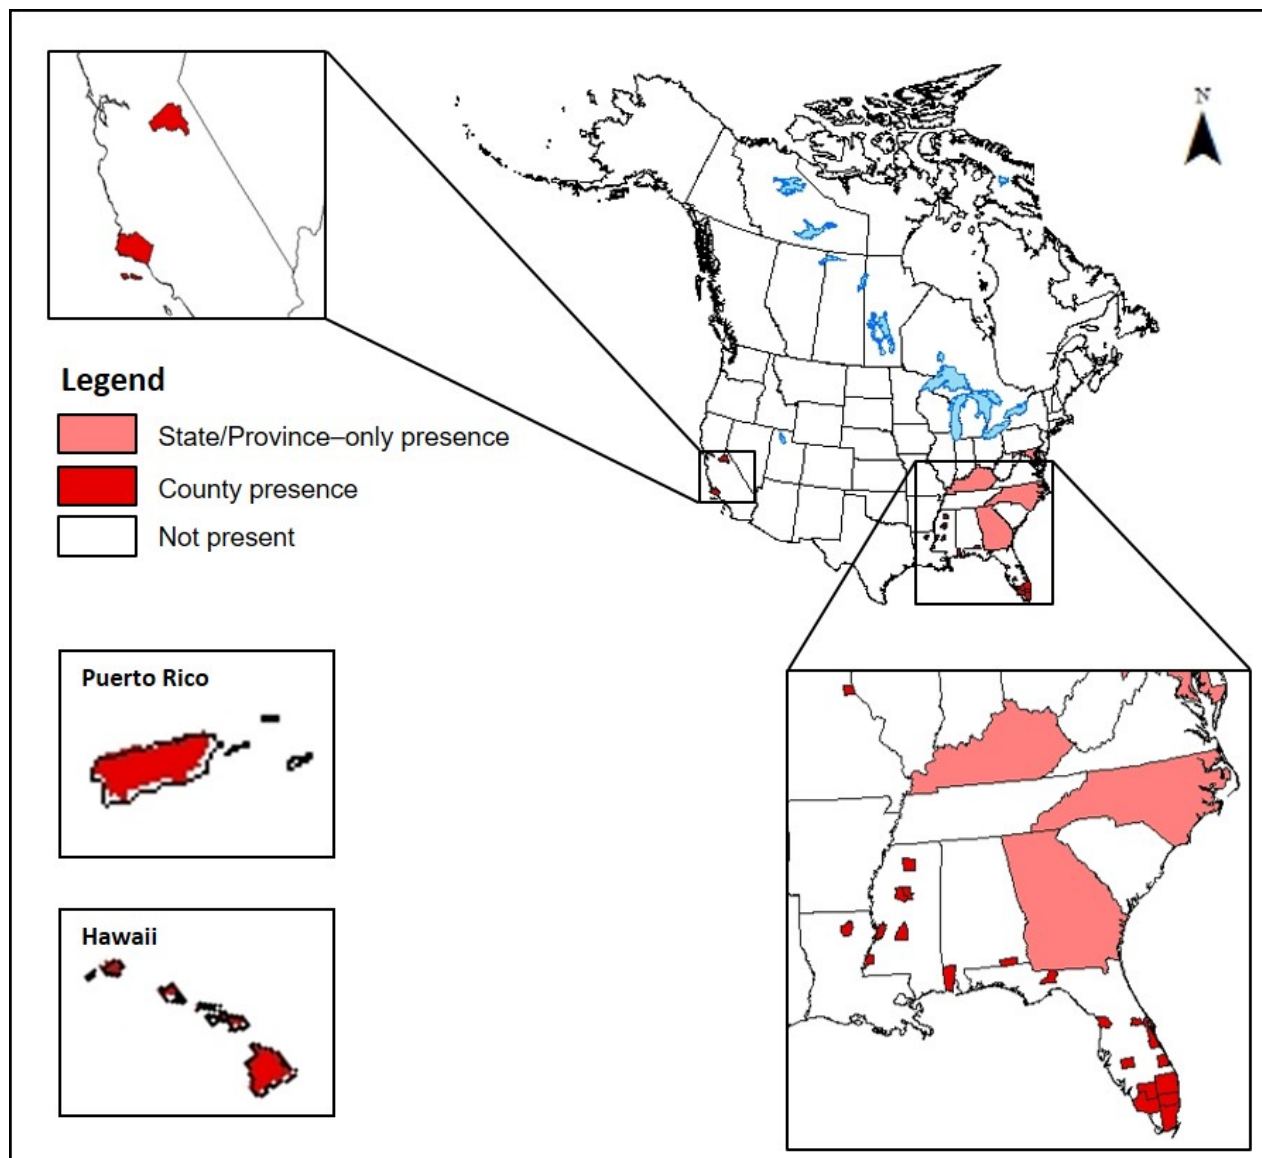 N
Legend
State/Province–only presence
County presence
Not present
Puerto Rico
Hawaii